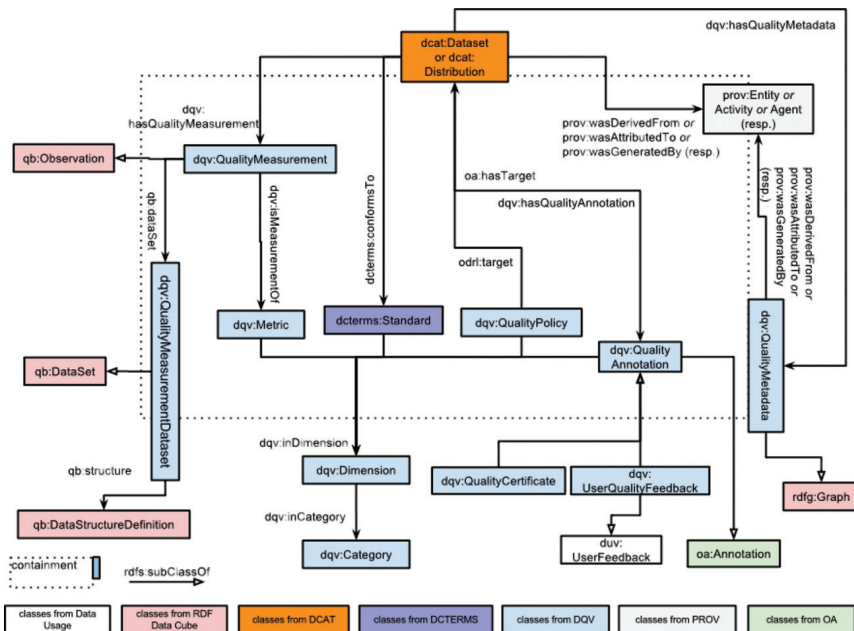 dqv:hasQualityMetadata
dcat:Dataset
or dcat:
Distribution
dqv:
hasQualityMeasurement
prov:Entity or
Activity or Agent
(resp.)
prov:wasDerivedFrom or
prov:wasAttributedTo or
prov:wasGeneratedBy (resp.)
qb:Observation
dqv:QualityMeasurement
oa:hasTarget
dqv:hasQualityAnnotation
qb:dataSet
dqv:isMeasurementOf
dcterms:conformsTo
prov:wasDerivedFrom or
prov:wasAttributedTo or
prov:wasGeneratedBy
(resp.)
odrl:target
dqv:QualityMeasurementDataset
dqv:Metric
dcterms:Standard
dqv:QualityPolicy
dqv:Quality
Annotation
dqv:QualityMetadata
qb:DataSet
dqv:inDimension
qb:structure
dqv:Dimension
dqv:QualityCertificate
dqv:
UserQualityFeedback
rdfg:Graph
qb:DataStructureDefinition
dqv:inCategory
dqv:Category
duv:
UserFeedback
oa:Annotation
containment
rdfs:subClassOf
classes from Data
Usage
classes from RDF
Data Cube
classes from DCAT
classes from DCTERMS
classes from DQV
classes from PROV
classes from OA